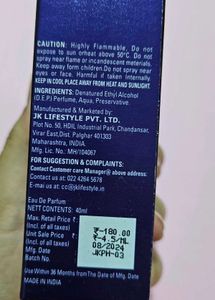 CAUTION: Highly Flammable, Do not
expose to sun or heat above 50°C. Do not
spray near flame or incandescent materials.
Keep away form children.Do not spray near
eyes or face. Harmful if taken Internally.
KEEP IN COOL PLACE AWAY FROM HEAT AND SUNLIGHT
INGREDIENTS: Denatured Ethyl Alcohol
(D.E.P) Perfume, Aqua, Preservative.
Manufactured & Marketed by:
JK LIFESTYLE PVT. LTD.
Plot No. 50, HDIL Industrial Park, Chandansar,
Virar East, Dist. Palghar 401303
Maharashtra, INDIA
Mfg. Lic. No.: MH/104067
FOR SUGGESTION & COMPLAINTS:
Contact Customer care Manager@ above address
Contact us: 022 4264 5678
E-mail us: cc@jklifestyle.in
Eau De Parfum
NETT CONTENTS: 40ml
Max. Retail Price
(Incl. of all taxes)
₹-180.00
Unit Sale Price
(Incl. of all taxes)
₹-4.5/ML
Mfg. Date
08/2024
Batch No.
JKPH-03
Use Within 36 Months from The Date of Mfg. Date
MADE IN INDIA